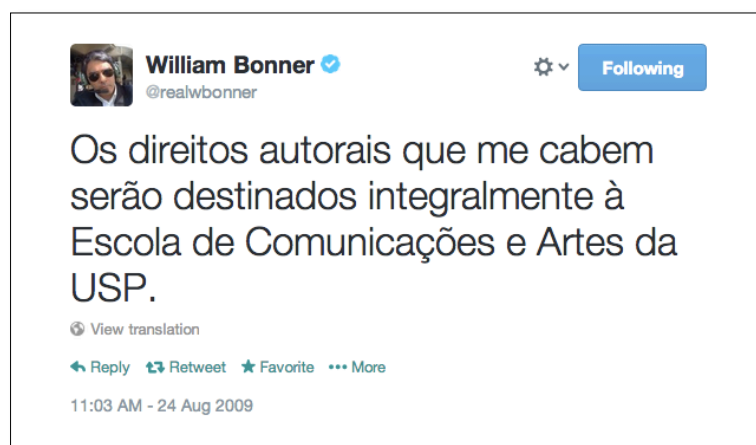 William Bonner
@realwbonner
Following
Os direitos autorais que me cabem
serão destinados integralmente à
Escola de Comunicações e Artes da
USP.
View translation
Reply Retweet Favorite More
11:03 AM - 24 Aug 2009